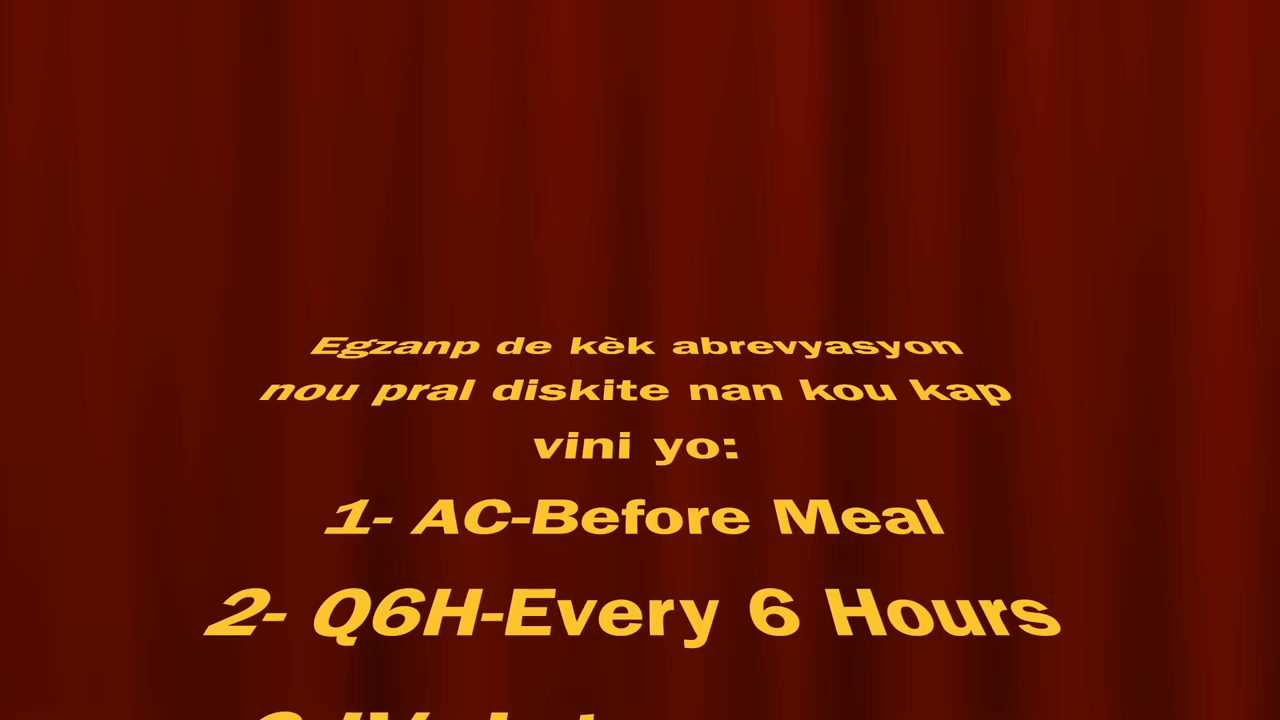 Egzanp de kèk abrevyasyon
nou pral diskite nan kou kap
vini yo:
1- AC-Before Meal
2- Q6H-Every 6 Hours